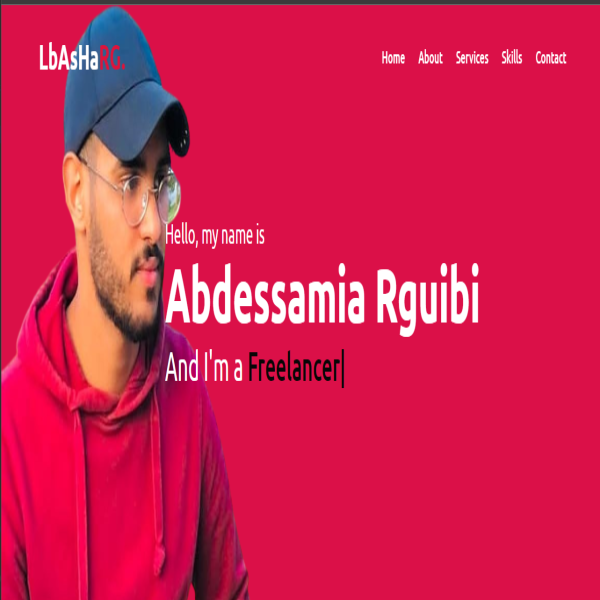 LbAsHaRG.
Home About Services Skills Contact
Hello, my name is
Abdessamia Rguibi
And I'm a Freelancer|